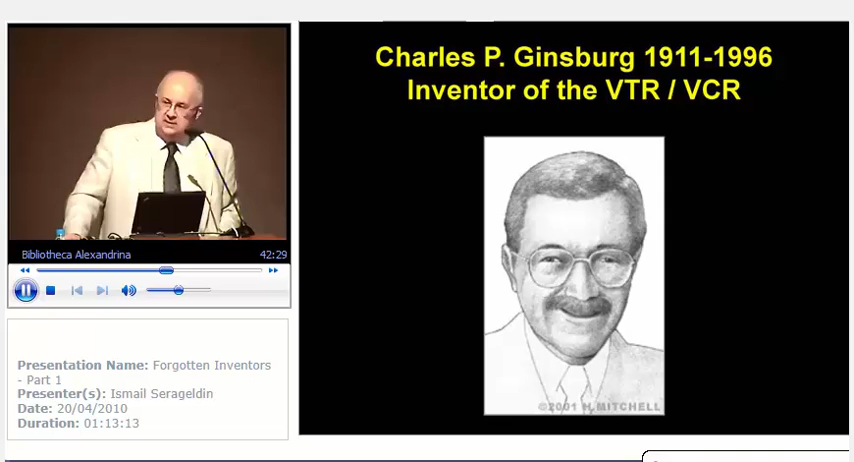 Charles P. Ginsburg 1911-1996
Inventor of the VTR / VCR
©2001 H.MITCHELL
Bibliotheca Alexandrina 42:29
Presentation Name: Forgotten Inventors
- Part 1
Presenter(s): Ismail Serageldin
Date: 20/04/2010
Duration: 01:13:13